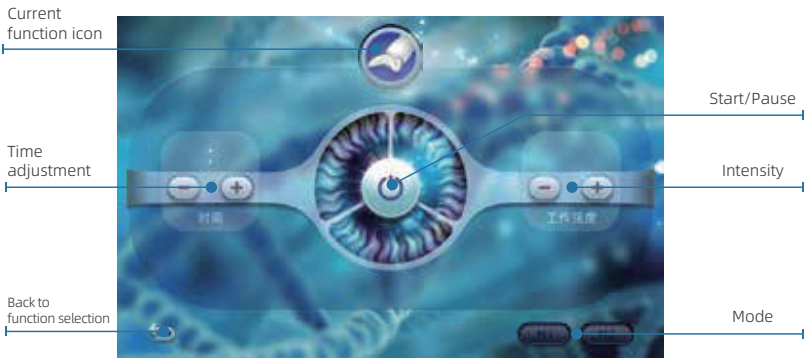 Current
function icon
Start/Pause
Time
adjustment
Intensity
时间
工作强度
Back to
function selection
Mode